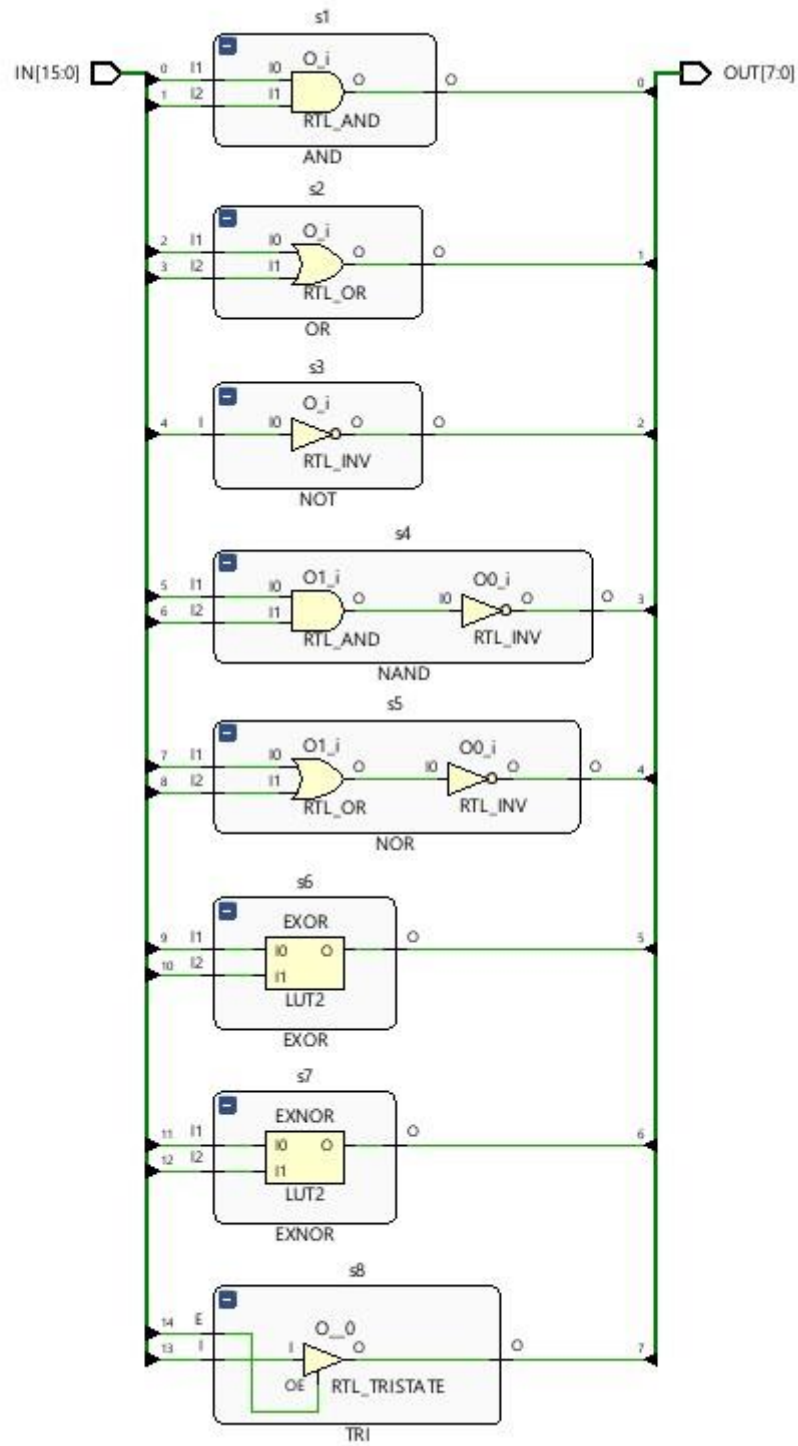 s1
IN[15:0]
OUT[7:0]
0 I1 I0 O_i O O 0
1 I2 I1
RTL_AND
AND
s2
2 I1 I0 O_i O O 1
3 I2 I1
RTL_OR
OR
s3
O_i
4 I I0 O O 2
RTL_INV
NOT
s4
5 I1 I0 O1_i O I0 O0_i O O 3
6 I2 I1
RTL_AND RTL_INV
NAND
s5
7 I1 I0 O1_i O I0 O0_i O O 4
8 I2 I1
RTL_OR RTL_INV
NOR
s6
EXOR
9 I1 I0 O O 5
10 I2 I1
LUT2
EXOR
s7
EXNOR
11 I1 I0 O O 6
12 I2 I1
LUT2
EXNOR
s8
14 E O__0
13 I I O O 7
OE RTL_TRISTATE
TRI